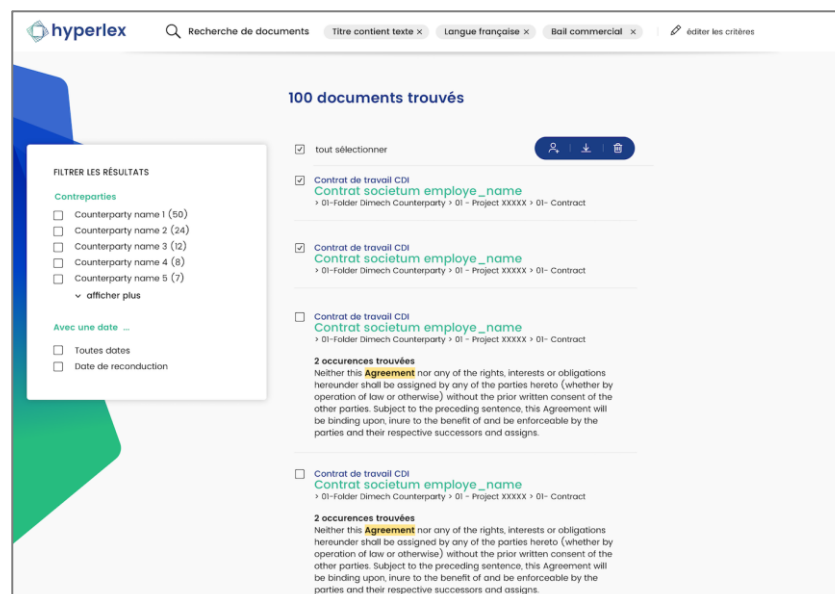 hyperlex
Recherche de documents
Titre contient texte ×
Langue française ×
Bail commercial ×
éditer les critères
100 documents trouvés
tout sélectionner
FILTRER LES RÉSULTATS
Contreparties
Counterparty name 1 (50)
Counterparty name 2 (24)
Counterparty name 3 (12)
Counterparty name 4 (8)
Counterparty name 5 (7)
afficher plus
Avec une date ...
Toutes dates
Date de reconduction
Contrat de travail CDI
Contrat societum employe_name
> 01-Folder Dimech Counterparty > 01 - Project XXXXX > 01- Contract
Contrat de travail CDI
Contrat societum employe_name
> 01-Folder Dimech Counterparty > 01 - Project XXXXX > 01- Contract
Contrat de travail CDI
Contrat societum employe_name
> 01-Folder Dimech Counterparty > 01 - Project XXXXX > 01- Contract
2 occurences trouvées
Neither this Agreement nor any of the rights, interests or obligations
hereunder shall be assigned by any of the parties hereto (whether by
operation of law or otherwise) without the prior written consent of the
other parties. Subject to the preceding sentence, this Agreement will
be binding upon, inure to the benefit of and be enforceable by the
parties and their respective successors and assigns.
Contrat de travail CDI
Contrat societum employe_name
> 01-Folder Dimech Counterparty > 01 - Project XXXXX > 01- Contract
2 occurences trouvées
Neither this Agreement nor any of the rights, interests or obligations
hereunder shall be assigned by any of the parties hereto (whether by
operation of law or otherwise) without the prior written consent of the
other parties. Subject to the preceding sentence, this Agreement will
be binding upon, inure to the benefit of and be enforceable by the
parties and their respective successors and assigns.